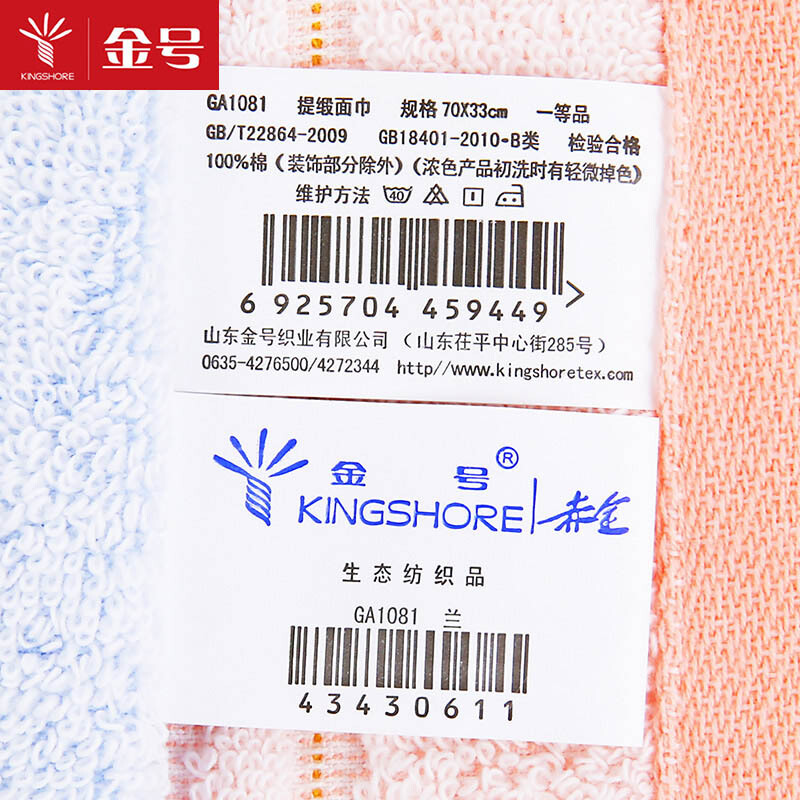 KINGSHORE
金号
GA1081 提缎面巾 规格 70X33cm 一等品
GB/T22864-2009 GB18401-2010•B类 检验合格
100%棉（装饰部分除外）（浓色产品初洗时有轻微掉色）
维护方法 40
6 925704 459449
山东金号织业有限公司 （山东茌平中心街285号）
0635-4276500/4272344 http//www.kingshoretex.com
金号®
KINGSHORE 赤金
生态纺织品
GA1081 兰
43430611